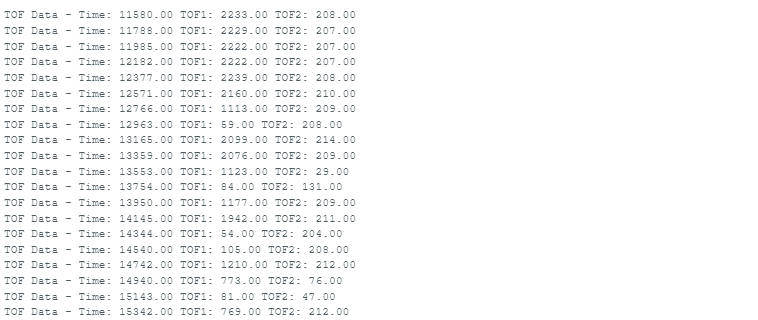 TOF Data - Time: 11580.00 TOF1: 2233.00 TOF2: 208.00
TOF Data - Time: 11788.00 TOF1: 2229.00 TOF2: 207.00
TOF Data - Time: 11985.00 TOF1: 2222.00 TOF2: 207.00
TOF Data - Time: 12182.00 TOF1: 2222.00 TOF2: 207.00
TOF Data - Time: 12377.00 TOF1: 2239.00 TOF2: 208.00
TOF Data - Time: 12571.00 TOF1: 2160.00 TOF2: 210.00
TOF Data - Time: 12766.00 TOF1: 1113.00 TOF2: 209.00
TOF Data - Time: 12963.00 TOF1: 59.00 TOF2: 208.00
TOF Data - Time: 13165.00 TOF1: 2099.00 TOF2: 214.00
TOF Data - Time: 13359.00 TOF1: 2076.00 TOF2: 209.00
TOF Data - Time: 13553.00 TOF1: 1123.00 TOF2: 29.00
TOF Data - Time: 13754.00 TOF1: 84.00 TOF2: 131.00
TOF Data - Time: 13950.00 TOF1: 1177.00 TOF2: 209.00
TOF Data - Time: 14145.00 TOF1: 1942.00 TOF2: 211.00
TOF Data - Time: 14344.00 TOF1: 54.00 TOF2: 204.00
TOF Data - Time: 14540.00 TOF1: 105.00 TOF2: 208.00
TOF Data - Time: 14742.00 TOF1: 1210.00 TOF2: 212.00
TOF Data - Time: 14940.00 TOF1: 773.00 TOF2: 76.00
TOF Data - Time: 15143.00 TOF1: 81.00 TOF2: 47.00
TOF Data - Time: 15342.00 TOF1: 769.00 TOF2: 212.00